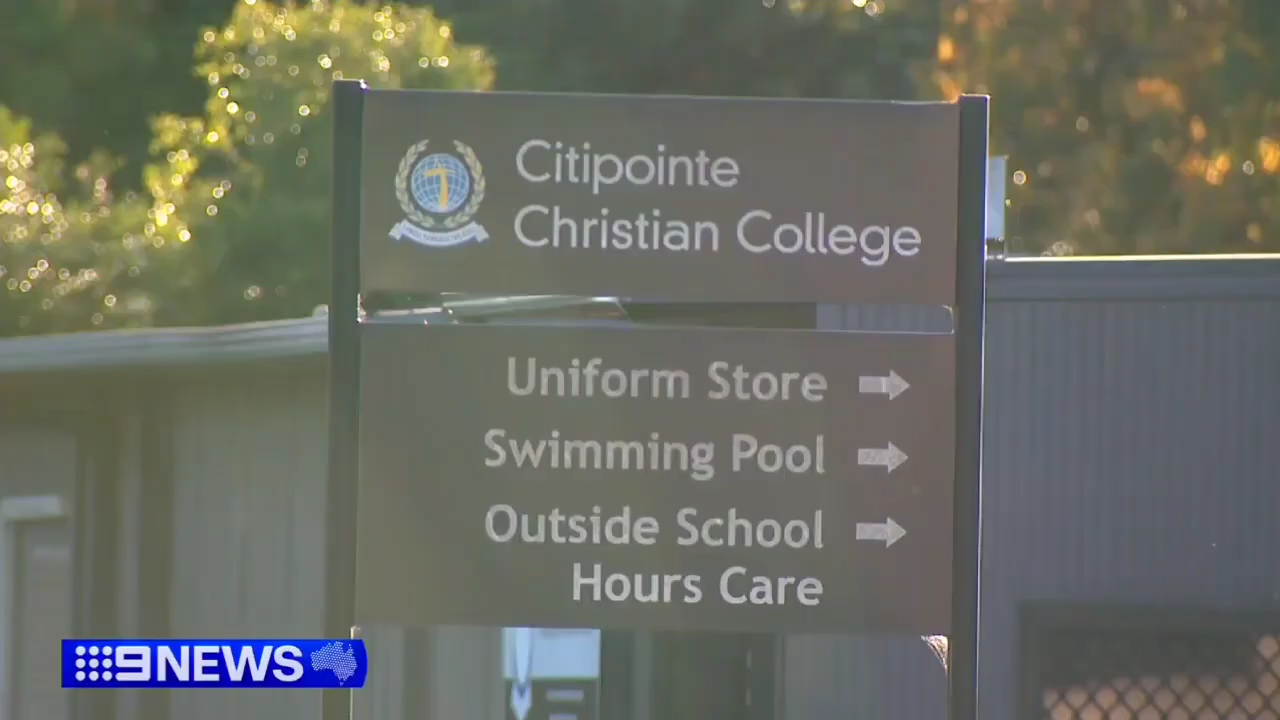 Citipointe
Christian College
Uniform Store
Swimming Pool
Outside School
Hours Care
9NEWS